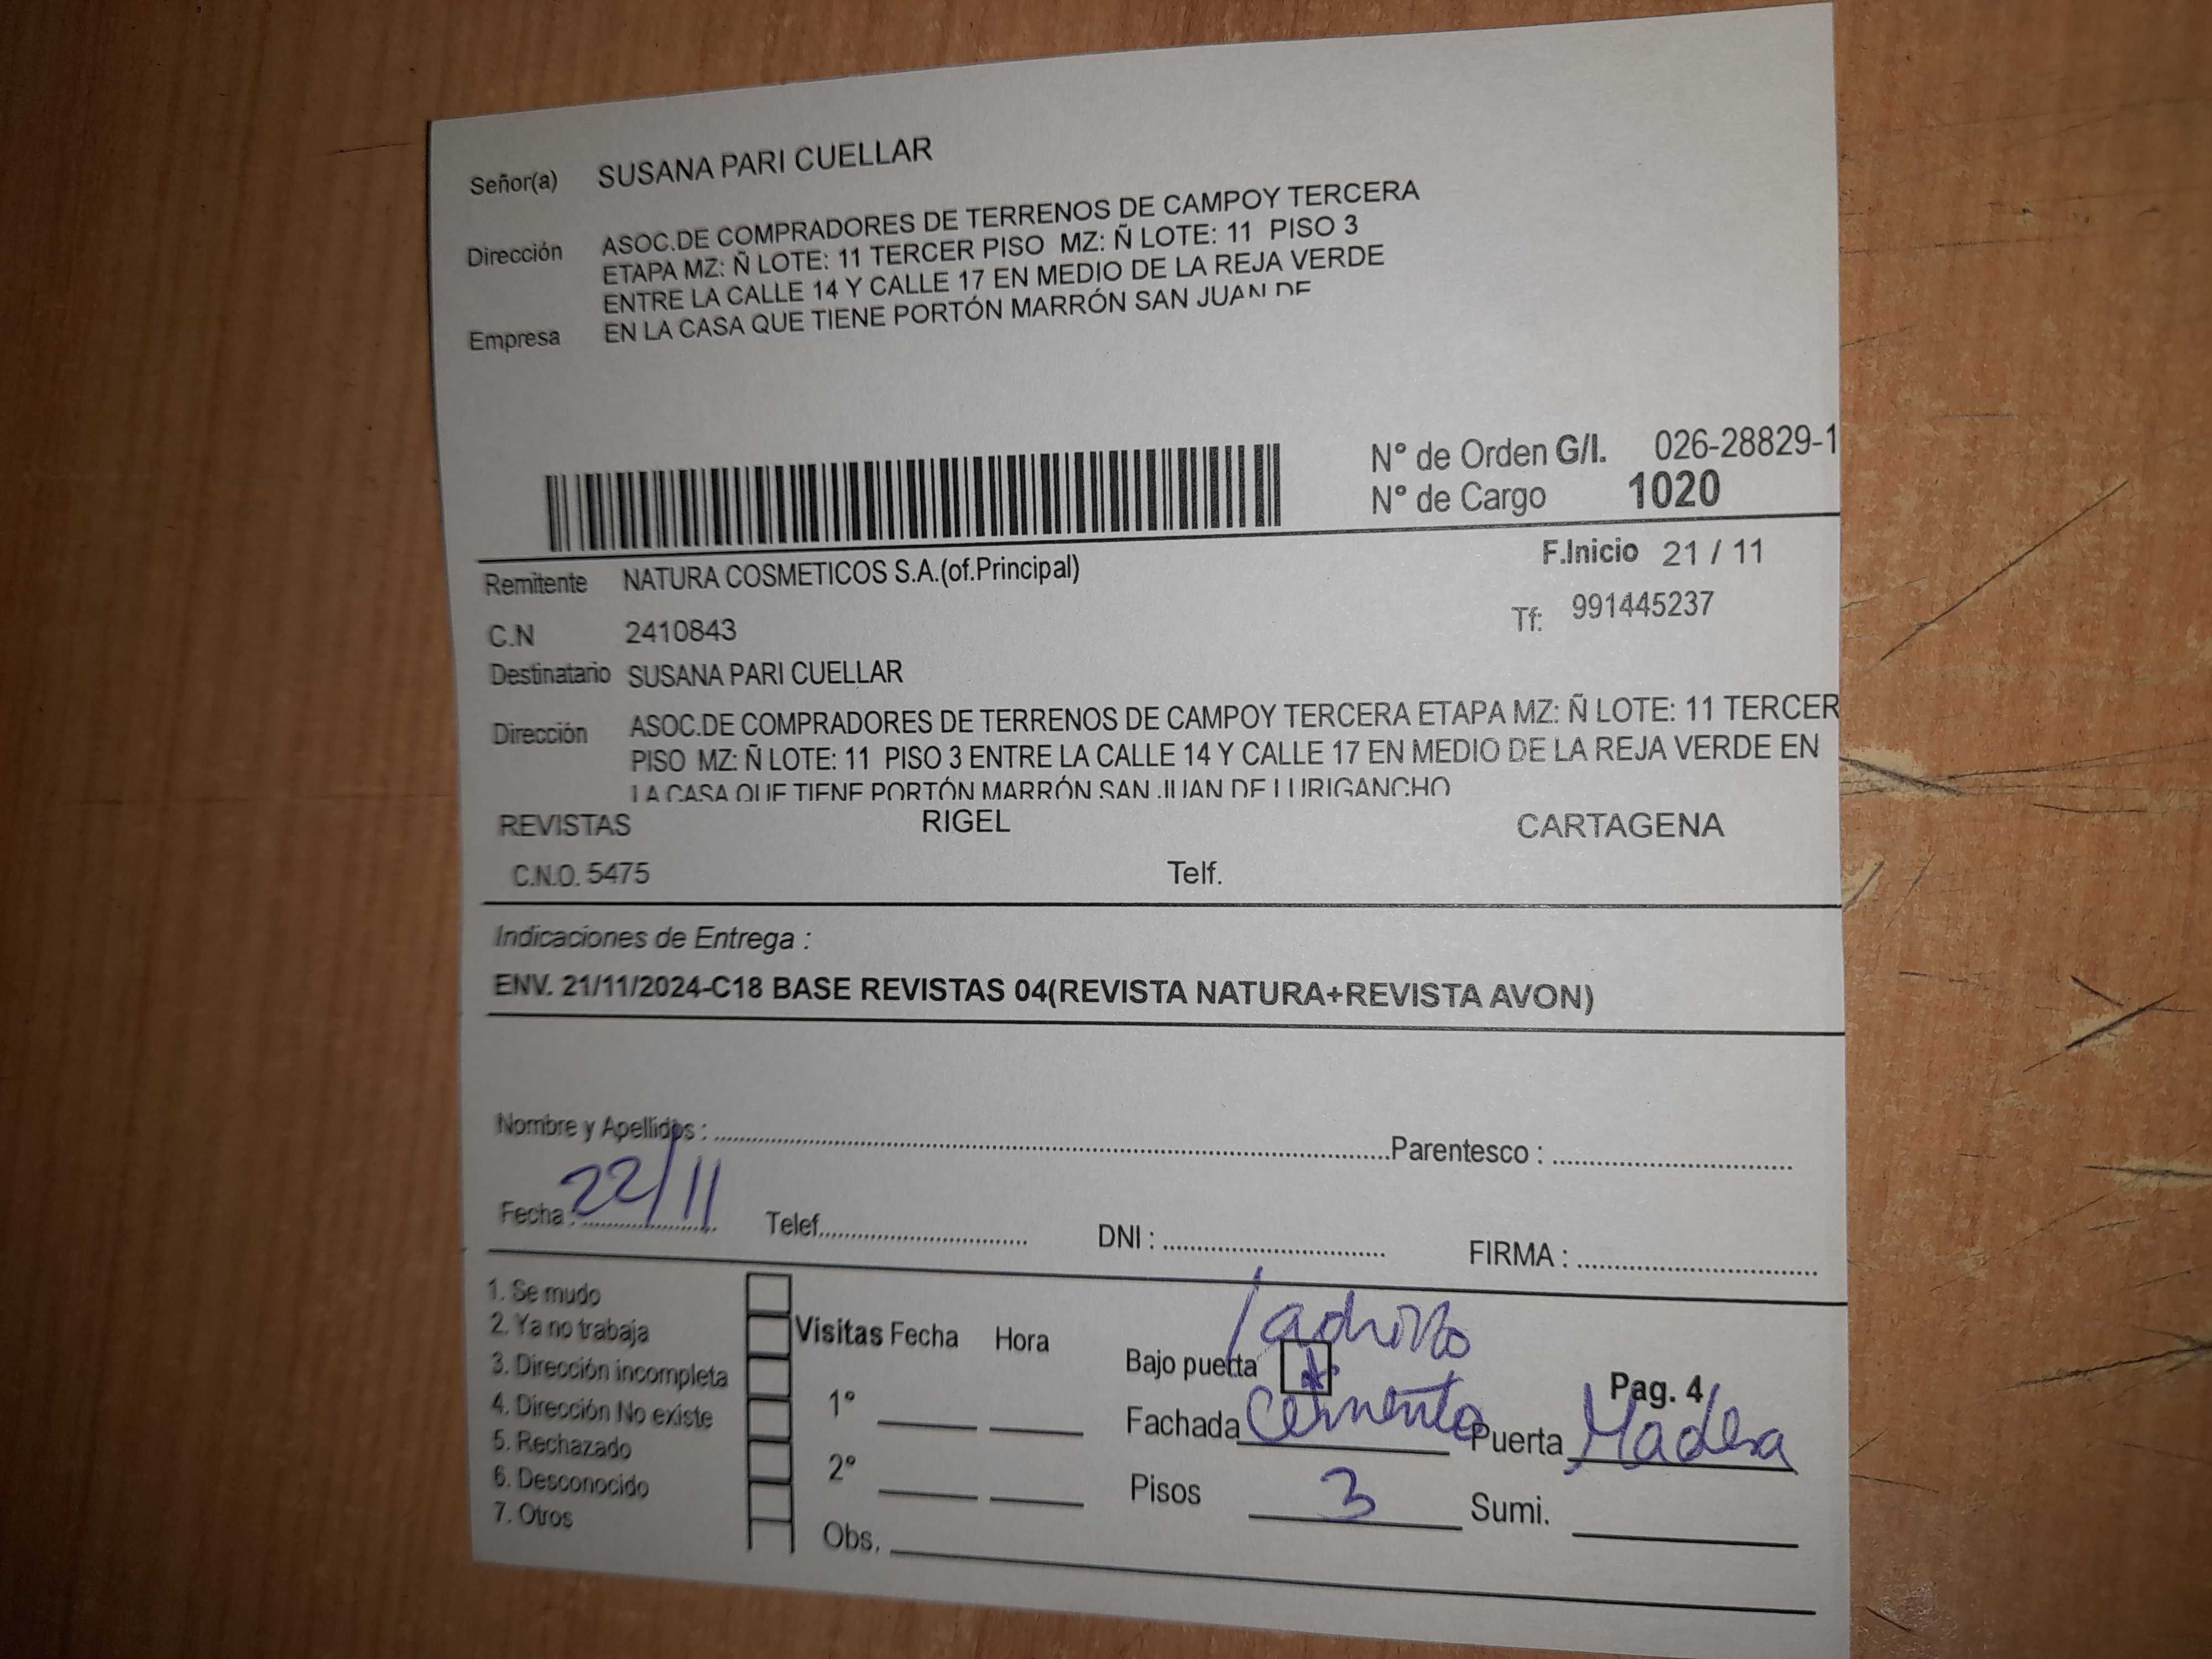 Señor(a) SUSANA PARI CUELLAR
Dirección ASOC.DE COMPRADORES DE TERRENOS DE CAMPOY TERCERA
ETAPA MZ: Ñ LOTE: 11 TERCER PISO MZ: Ñ LOTE: 11 PISO 3
ENTRE LA CALLE 14 Y CALLE 17 EN MEDIO DE LA REJA VERDE
Empresa EN LA CASA QUE TIENE PORTÓN MARRÓN SAN JUAN DE
N° de Orden G/I. 026-28829-1
N° de Cargo 1020
F.Inicio 21 / 11
Remitente NATURA COSMETICOS S.A.(of.Principal)
Tf: 991445237
C.N 2410843
Destinatario SUSANA PARI CUELLAR
Dirección ASOC.DE COMPRADORES DE TERRENOS DE CAMPOY TERCERA ETAPA MZ: Ñ LOTE: 11 TERCER
PISO MZ: Ñ LOTE: 11 PISO 3 ENTRE LA CALLE 14 Y CALLE 17 EN MEDIO DE LA REJA VERDE EN
LA CASA QUE TIENE PORTÓN MARRÓN SAN JUAN DE LURIGANCHO
REVISTAS RIGEL CARTAGENA
C.N.O. 5475 Telf.
Indicaciones de Entrega :
ENV. 21/11/2024-C18 BASE REVISTAS 04(REVISTA NATURA+REVISTA AVON)
Nombre y Apellidos : Parentesco :
Fecha : 22/11 Telef. DNI : FIRMA :
1. Se mudo
2. Ya no trabaja
3. Dirección incompleta
4. Dirección No existe
5. Rechazado
6. Desconocido
7. Otros
Visitas Fecha Hora
1°
2°
Obs.
ladrillo
Bajo puerta
Pag. 4
Fachada Cemento Puerta Madera
Pisos 3 Sumi.